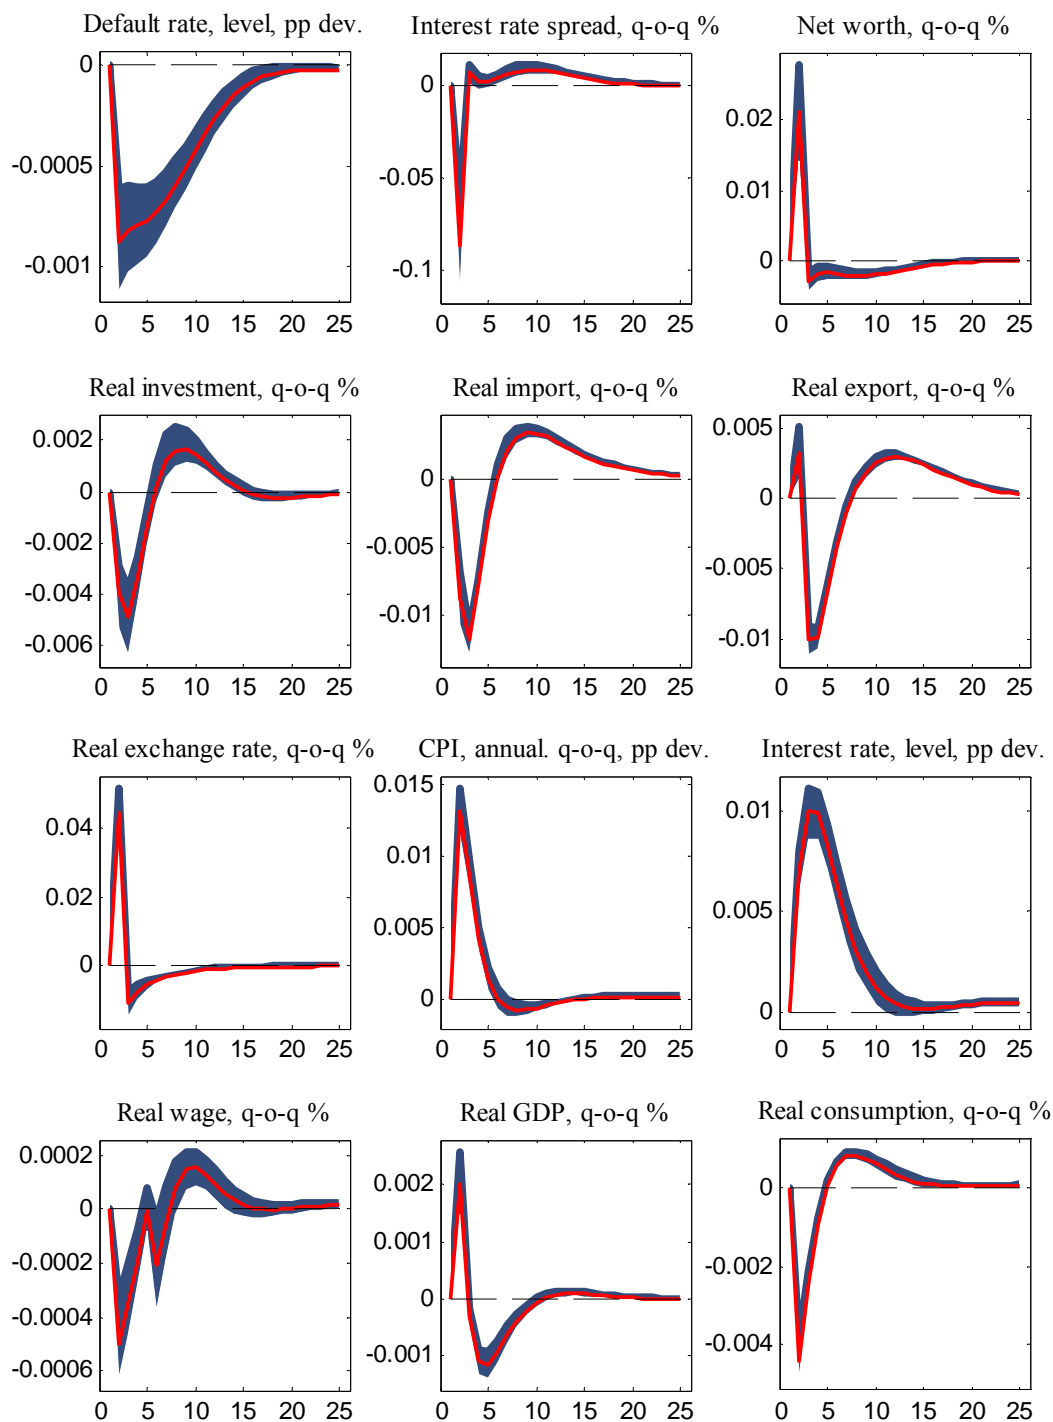 Default rate, level, pp dev.
0
-0.0005
-0.001
0 5 10 15 20 25
Interest rate spread, q-o-q %
0
-0.05
-0.1
0 5 10 15 20 25
Net worth, q-o-q %
0.02
0.01
0
0 5 10 15 20 25
Real investment, q-o-q %
0.002
0
-0.002
-0.004
-0.006
0 5 10 15 20 25
Real import, q-o-q %
0
-0.005
-0.01
0 5 10 15 20 25
Real export, q-o-q %
0.005
0
-0.005
-0.01
0 5 10 15 20 25
Real exchange rate, q-o-q %
0.04
0.02
0
0 5 10 15 20 25
CPI, annual. q-o-q, pp dev.
0.015
0.01
0.005
0
0 5 10 15 20 25
Interest rate, level, pp dev.
0.01
0.005
0
0 5 10 15 20 25
Real wage, q-o-q %
0.0002
0
-0.0002
-0.0004
-0.0006
0 5 10 15 20 25
Real GDP, q-o-q %
0.002
0.001
0
-0.001
0 5 10 15 20 25
Real consumption, q-o-q %
0
-0.002
-0.004
0 5 10 15 20 25